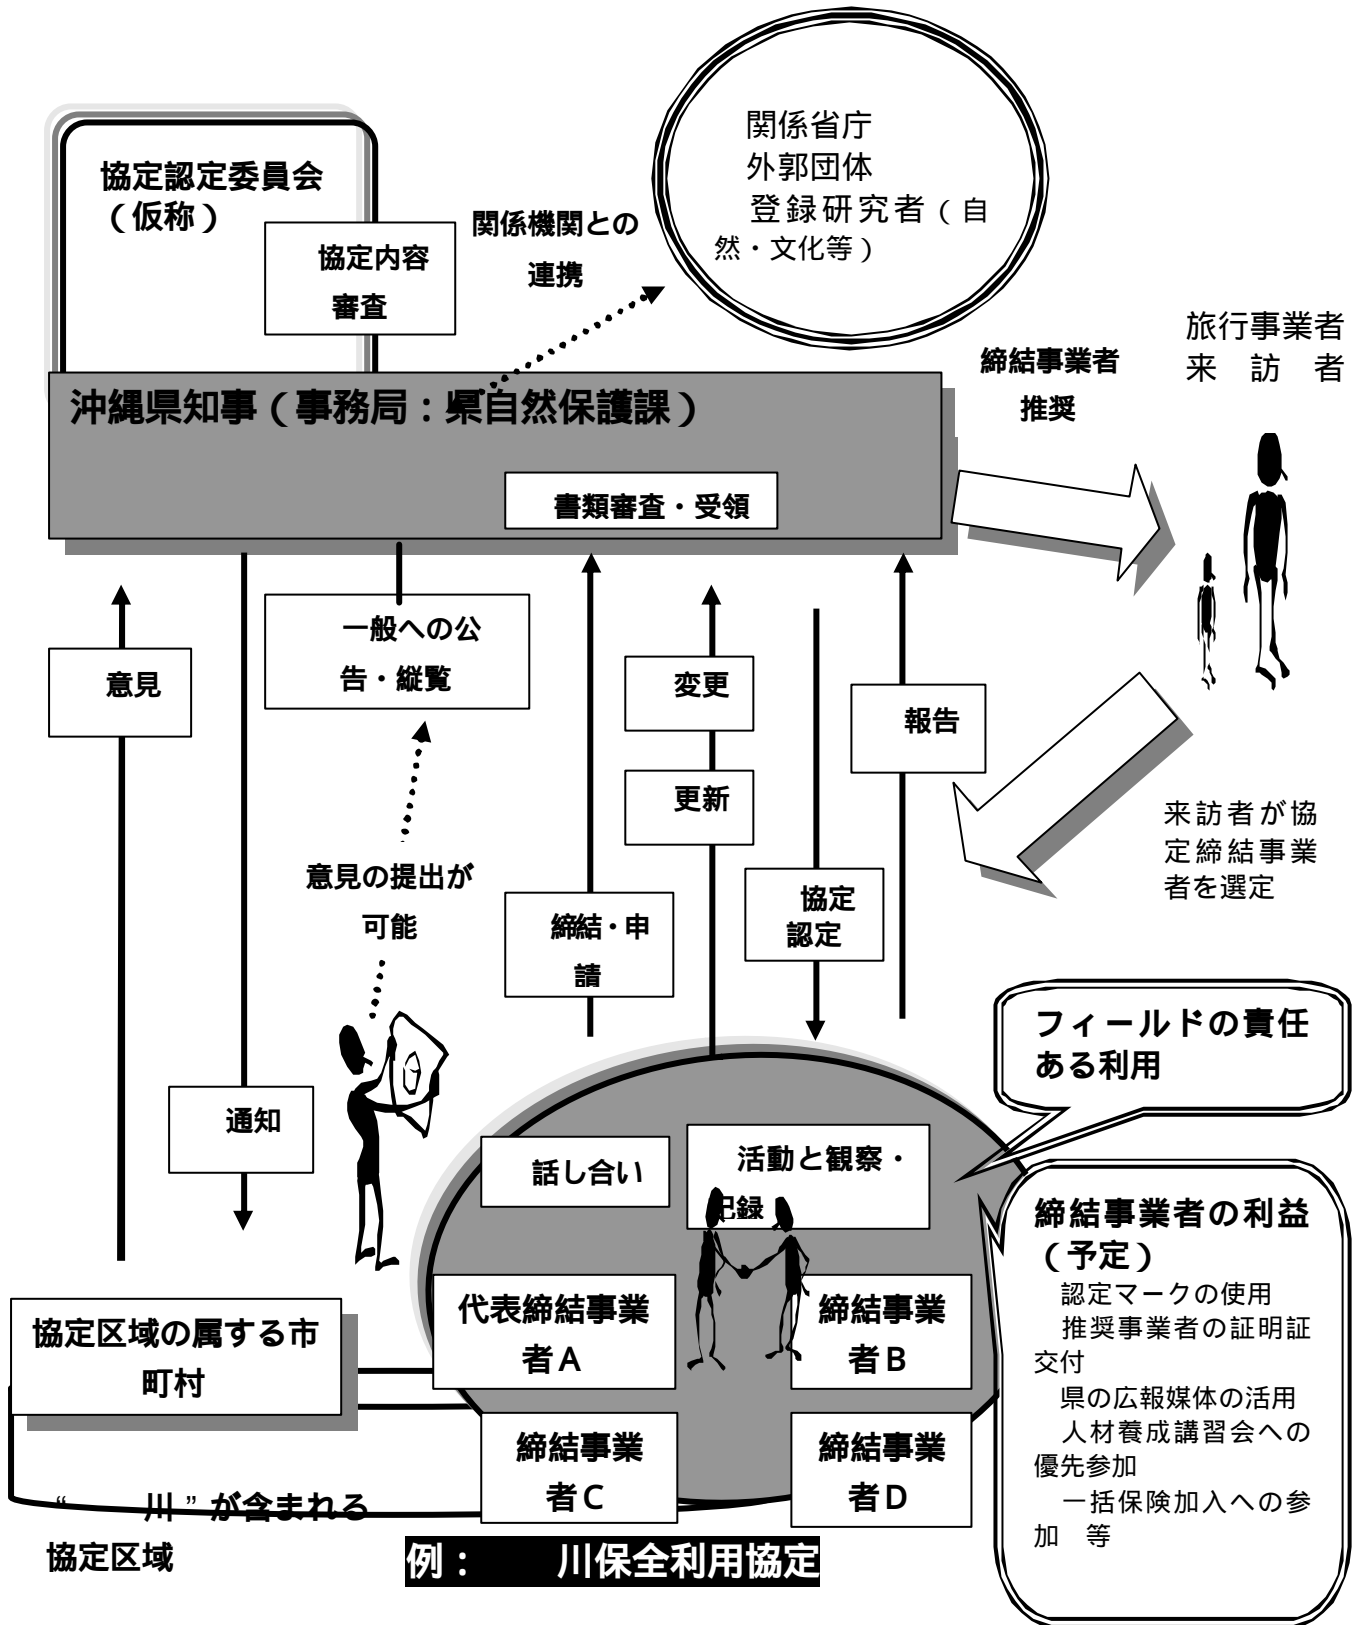 関係省庁
外郭団体
登録研究者（自
然・文化等）
協定認定委員会
（仮称）
協定内容
審査
関係機関との
連携
旅行事業者
来訪者
締結事業者
推奨
沖縄県知事（事務局：県自然保護課）
書類審査・受領
意見
一般への公
告・縦覧
変更
更新
報告
来訪者が協
定締結事業
者を選定
意見の提出が
可能
締結・申
請
協定
認定
通知
フィールドの責任
ある利用
話し合い
活動と観察・
記録
締結事業者の利益
（予定）
認定マークの使用
推奨事業者の証明証
交付
県の広報媒体の活用
人材養成講習会への
優先参加
一括保険加入への参
加　等
代表締結事業
者Ａ
締結事業
者Ｂ
協定区域の属する市
町村
締結事業
者Ｃ
締結事業
者Ｄ
“　　川”が含まれる
協定区域
例：　　川保全利用協定